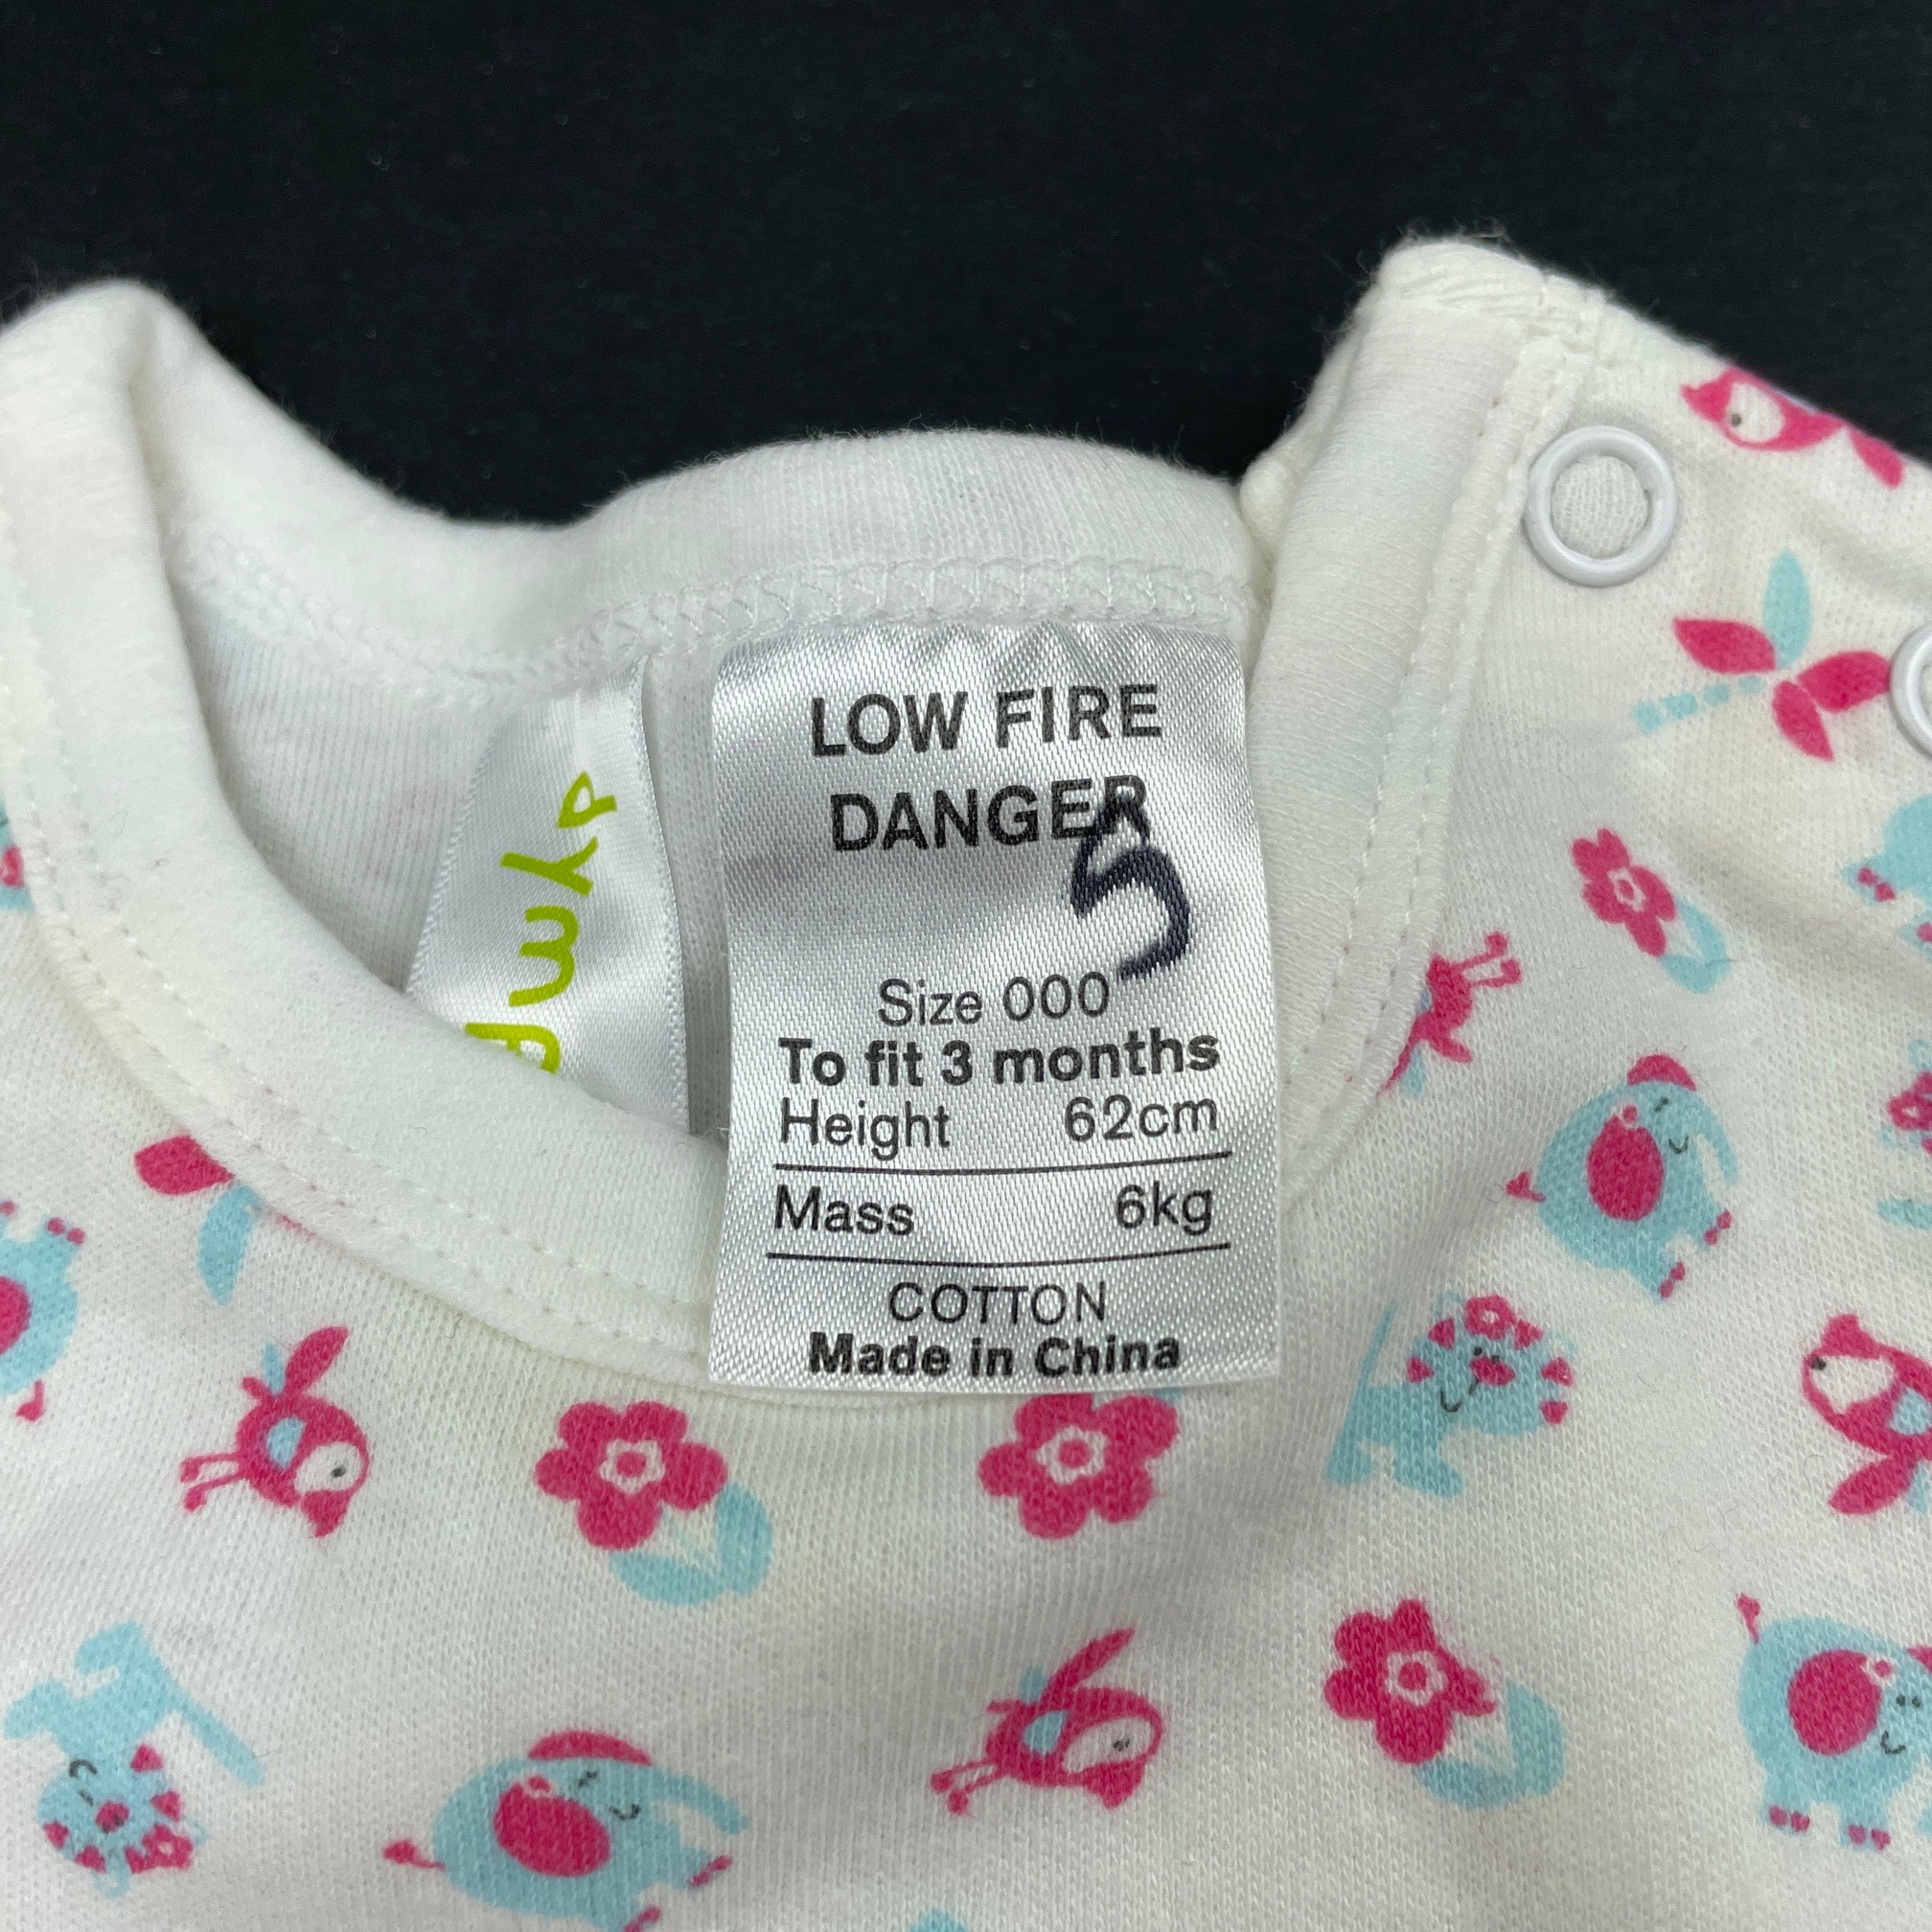 LOW FIRE
DANGER
5
Size 000
To fit 3 months
Height 62cm
Mass 6kg
COTTON
Made in China